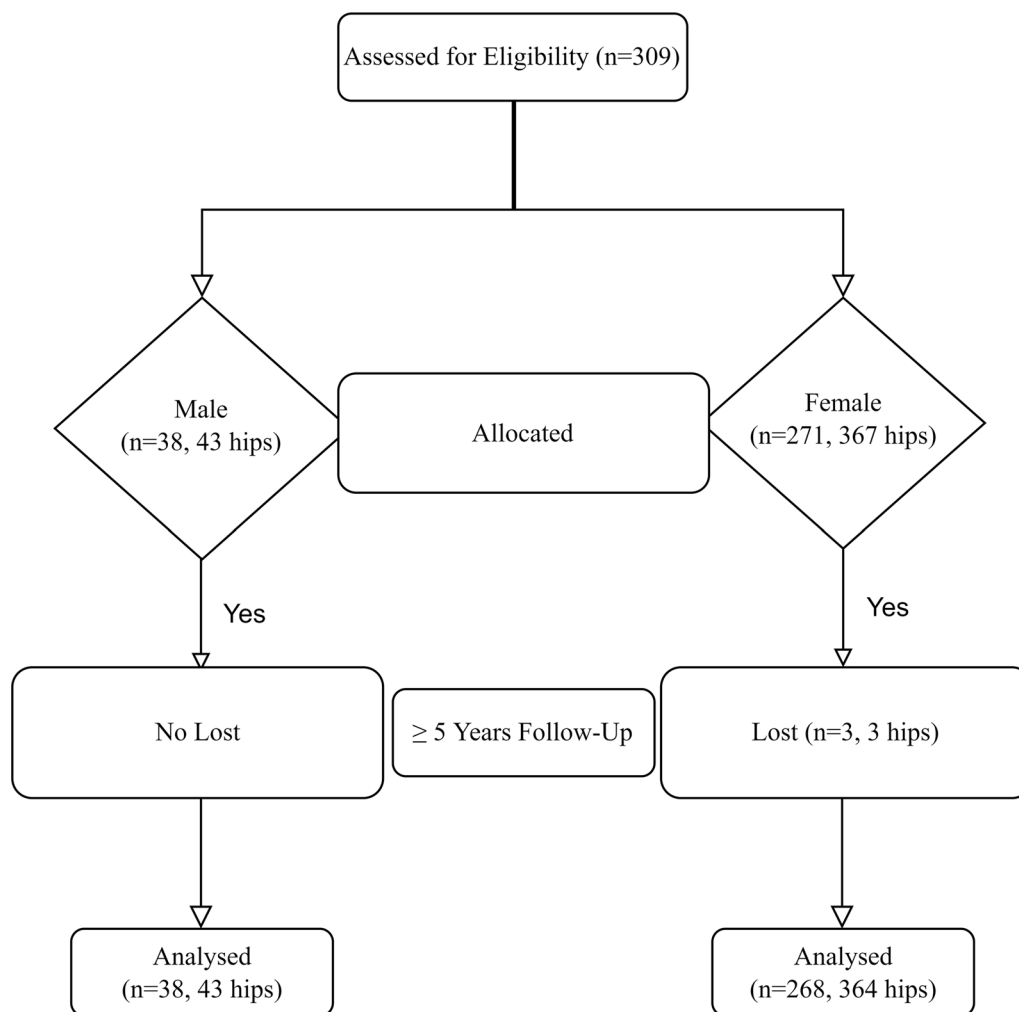 Assessed for Eligibility (n=309)
Male
(n=38, 43 hips)
Allocated
Female
(n=271, 367 hips)
Yes
Yes
No Lost
≥ 5 Years Follow-Up
Lost (n=3, 3 hips)
Analysed
(n=38, 43 hips)
Analysed
(n=268, 364 hips)